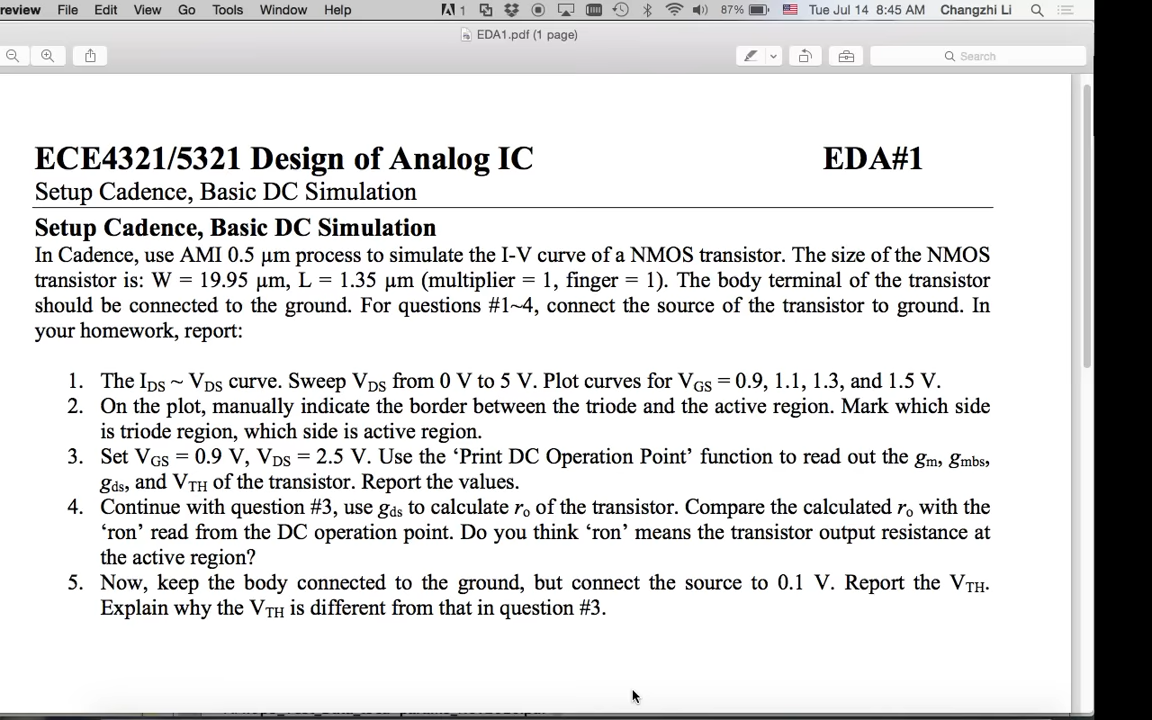 review File Edit View Go Tools Window Help 1 87% Tue Jul 14 8:45 AM Changzhi Li
EDA1.pdf (1 page)
Search
ECE4321/5321 Design of Analog IC EDA#1
Setup Cadence, Basic DC Simulation
Setup Cadence, Basic DC Simulation
In Cadence, use AMI 0.5 μm process to simulate the I-V curve of a NMOS transistor. The size of the NMOS
transistor is: W = 19.95 μm, L = 1.35 μm (multiplier = 1, finger = 1). The body terminal of the transistor
should be connected to the ground. For questions #1~4, connect the source of the transistor to ground. In
your homework, report:
1. The IDS ~ VDS curve. Sweep VDS from 0 V to 5 V. Plot curves for VGS = 0.9, 1.1, 1.3, and 1.5 V.
2. On the plot, manually indicate the border between the triode and the active region. Mark which side
is triode region, which side is active region.
3. Set VGS = 0.9 V, VDS = 2.5 V. Use the ‘Print DC Operation Point’ function to read out the gm, gmbs,
gds, and VTH of the transistor. Report the values.
4. Continue with question #3, use gds to calculate ro of the transistor. Compare the calculated ro with the
‘ron’ read from the DC operation point. Do you think ‘ron’ means the transistor output resistance at
the active region?
5. Now, keep the body connected to the ground, but connect the source to 0.1 V. Report the VTH.
Explain why the VTH is different from that in question #3.